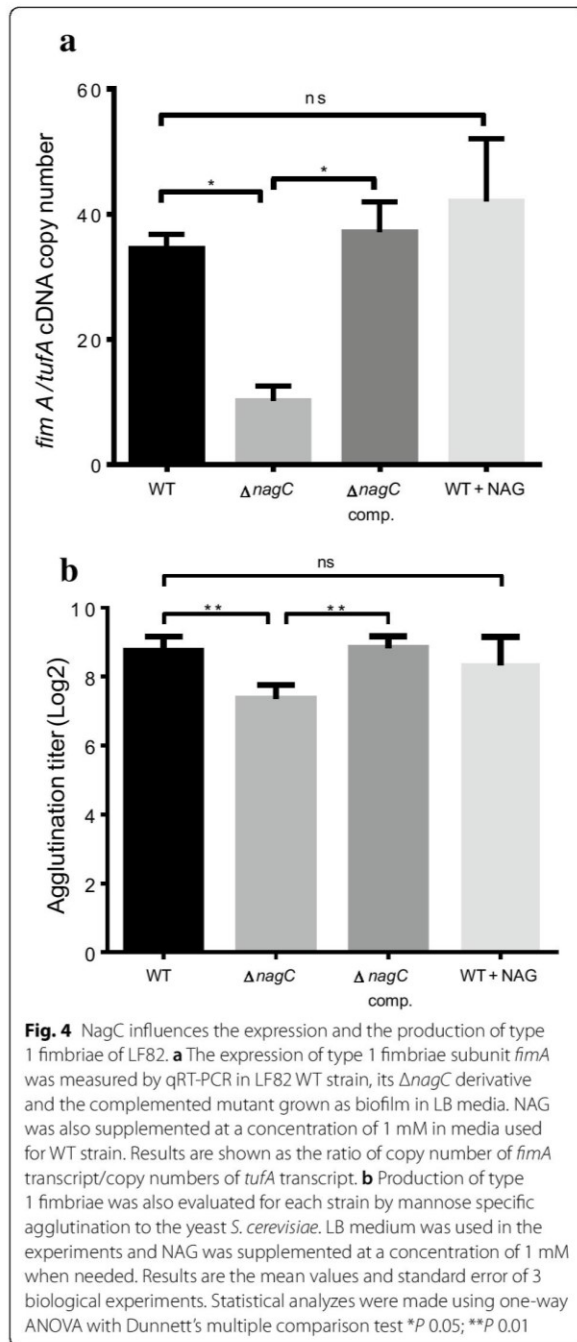 a
60
40
20
0
fim A /tufA cDNA copy number
ns
*
*
WT
ΔnagC
ΔnagC
comp.
WT + NAG
b
10
8
6
4
2
0
Agglutination titer (Log2)
ns
**
**
WT
ΔnagC
Δ nagC
comp.
WT + NAG
Fig. 4 NagC influences the expression and the production of type
1 fimbriae of LF82. a The expression of type 1 fimbriae subunit fimA
was measured by qRT-PCR in LF82 WT strain, its ΔnagC derivative
and the complemented mutant grown as biofilm in LB media. NAG
was also supplemented at a concentration of 1 mM in media used
for WT strain. Results are shown as the ratio of copy number of fimA
transcript/copy numbers of tufA transcript. b Production of type
1 fimbriae was also evaluated for each strain by mannose specific
agglutination to the yeast S. cerevisiae. LB medium was used in the
experiments and NAG was supplemented at a concentration of 1 mM
when needed. Results are the mean values and standard error of 3
biological experiments. Statistical analyzes were made using one-way
ANOVA with Dunnett's multiple comparison test *P 0.05; **P 0.01